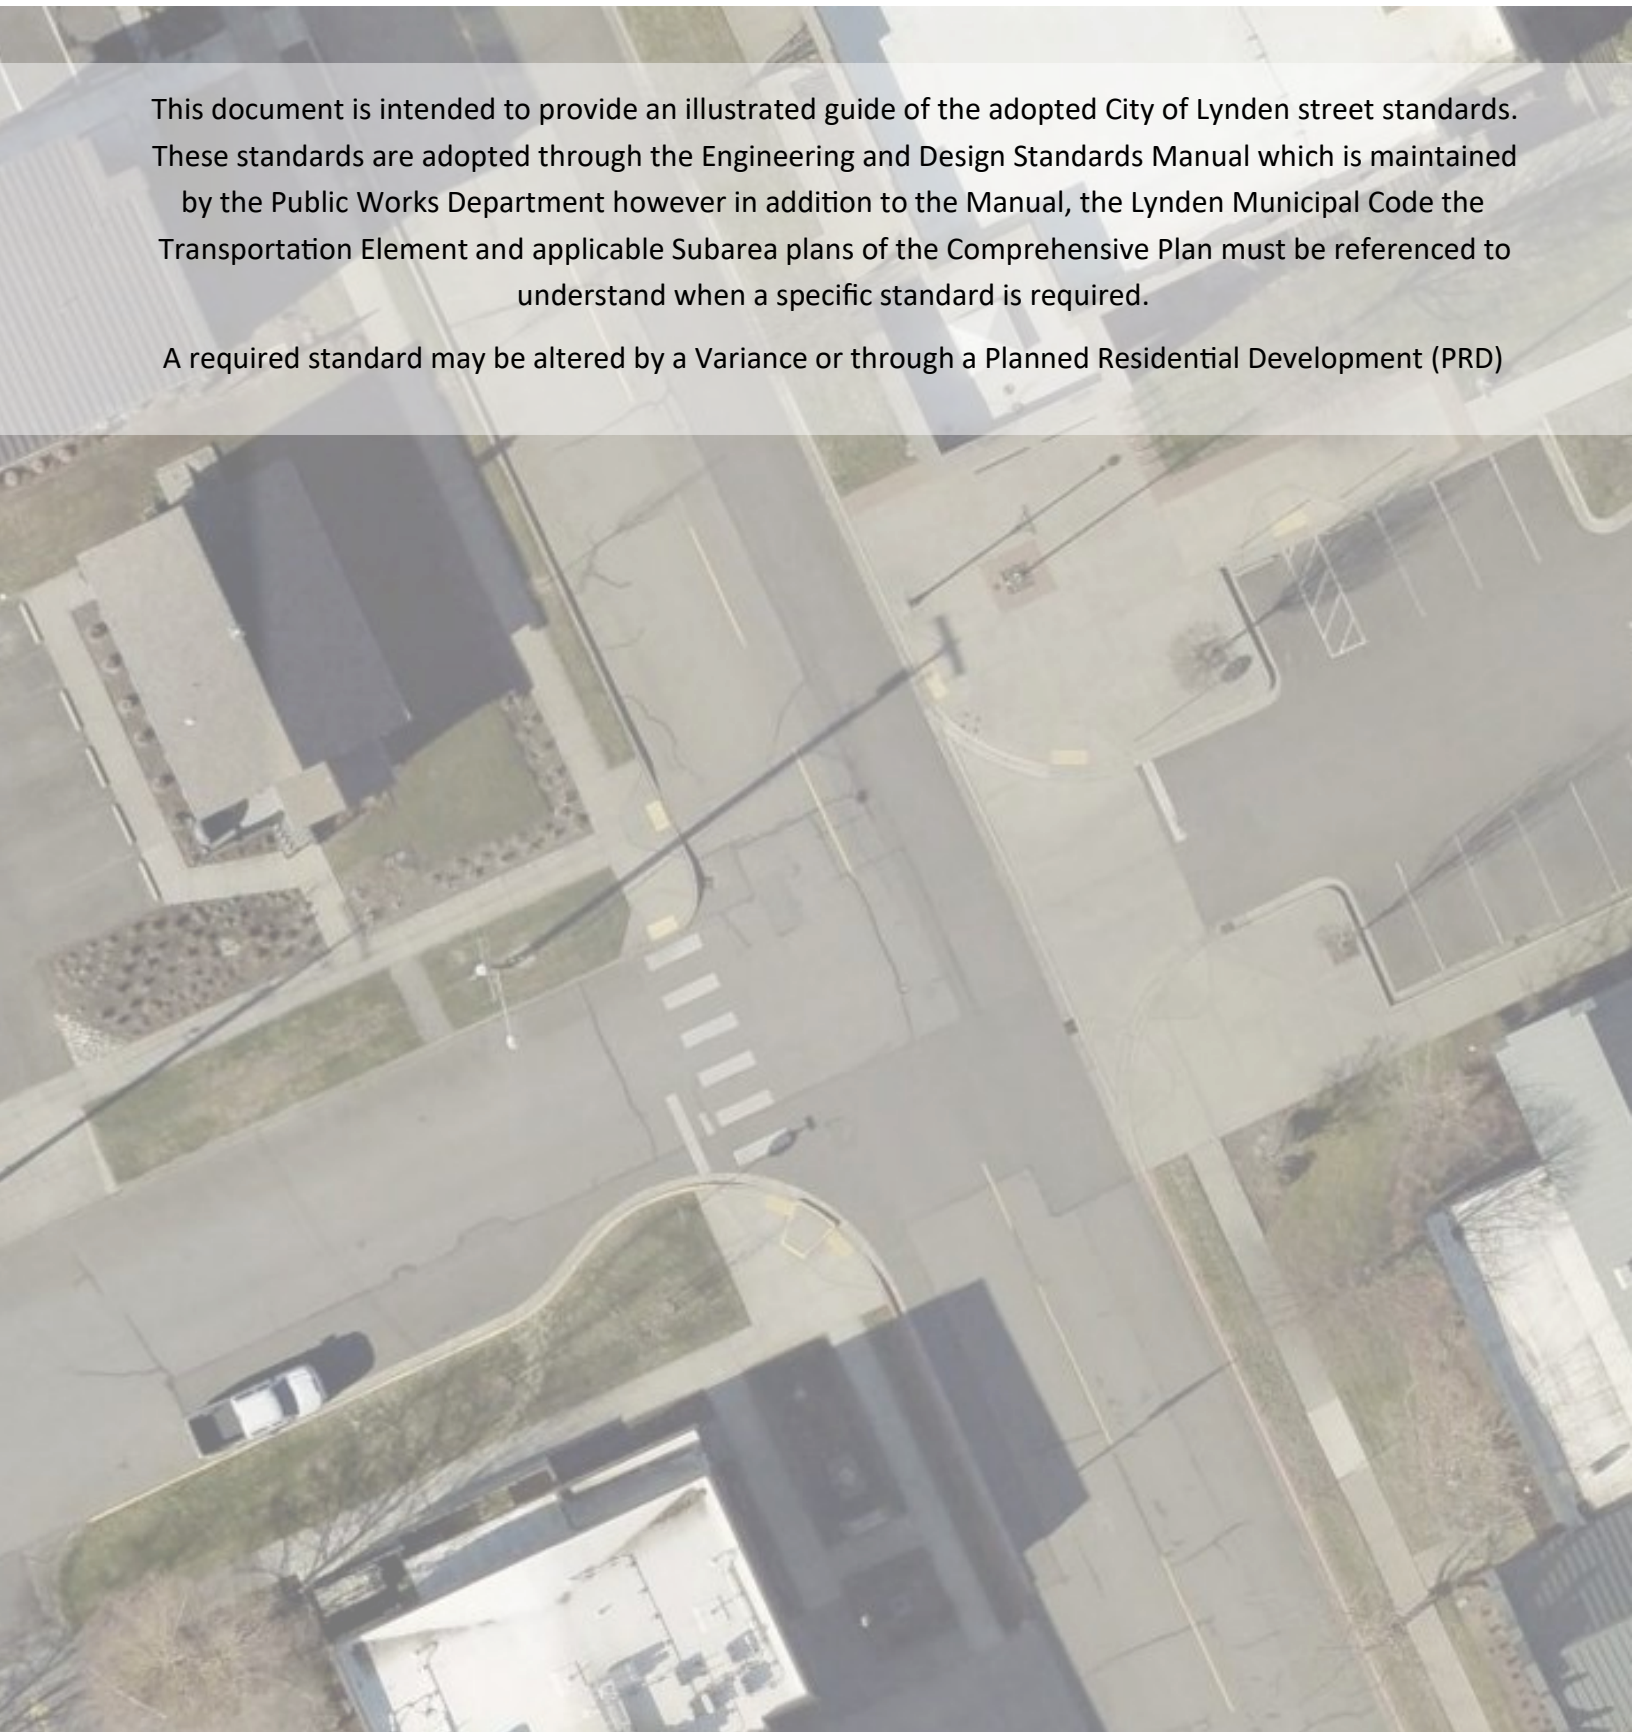 This document is intended to provide an illustrated guide of the adopted City of Lynden street standards.
These standards are adopted through the Engineering and Design Standards Manual which is maintained
by the Public Works Department however in addition to the Manual, the Lynden Municipal Code the
Transportation Element and applicable Subarea plans of the Comprehensive Plan must be referenced to
understand when a specific standard is required.
A required standard may be altered by a Variance or through a Planned Residential Development (PRD)